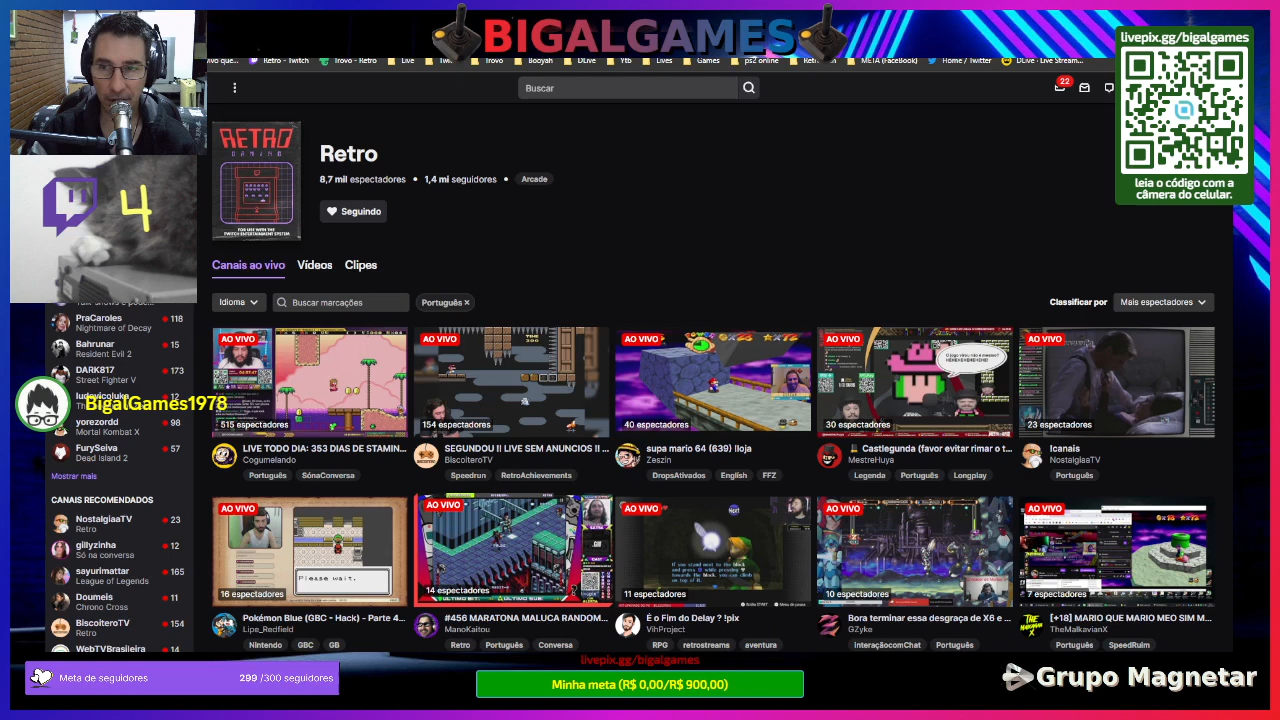 BIGALGAMES
livepix.gg/bigalgames
Retro - Twitch
Trovo - Retro
Live
Trovo
Booyah
DLive
Ytb
Lives
Games
ps2 online
META (FaceBook)
Home / Twitter
DLive · Live Stream...
Buscar
22
leia o código com a
câmera do celular.
RETRO
FOR USE WITH THE
TWITCH ENTERTAINMENT SYSTEM
Retro
8,7 mil espectadores • 1,4 mi seguidores • Arcade
Seguindo
4
Canais ao vivo Vídeos Clipes
Idioma
Buscar marcações
Português ×
Classificar por
Mais espectadores
PraCaroles 118
Nightmare of Decay
Bahrunar 15
Resident Evil 2
DARK817 173
Street Fighter V
BigalGames1978
yorezordd 98
Mortal Kombat X
FurySeiva 57
Dead Island 2
Mostrar mais
CANAIS RECOMENDADOS
NostalgiaaTV 23
Retro
gillyzinha 12
Só na conversa
sayurimattar 165
League of Legends
Doumeis 11
Chrono Cross
BiscoiteroTV 154
Retro
WebTVBrasileira 14
AO VIVO
515 espectadores
LIVE TODO DIA: 353 DIAS DE STAMIN...
Cogumelando
Português SónaConversa
AO VIVO
154 espectadores
SEGUNDOU !! LIVE SEM ANUNCIOS !! ...
BiscoiteroTV
Speedrun RetroAchievements
AO VIVO
40 espectadores
supa mario 64 (639) !loja
Zeszin
DropsAtivados English FFZ
AO VIVO
30 espectadores
Castlegunda (favor evitar rimar o t...
MestreHuya
Legenda Português Longplay
AO VIVO
23 espectadores
!canais
NostalgiaaTV
Português
AO VIVO
Please wait.
16 espectadores
Pokémon Blue (GBC - Hack) - Parte 4...
Lipe_Redfield
Nintendo GBC GB
AO VIVO
14 espectadores
#456 MARATONA MALUCA RANDOM...
ManoKaitou
Retro Português Conversa
AO VIVO
11 espectadores
É o Fim do Delay ? !pix
VihProject
RPG retrostreams aventura
AO VIVO
10 espectadores
Bora terminar essa desgraça de X6 e ...
GZyke
InteraçãocomChat Português
AO VIVO
7 espectadores
[+18] MARIO QUE MARIO MEO SIM M...
TheMalkavianX
Português SpeedRuim
livepix.gg/bigalgames
Meta de seguidores 299 /300 seguidores
Minha meta (R$ 0,00/R$ 900,00)
Grupo Magnetar